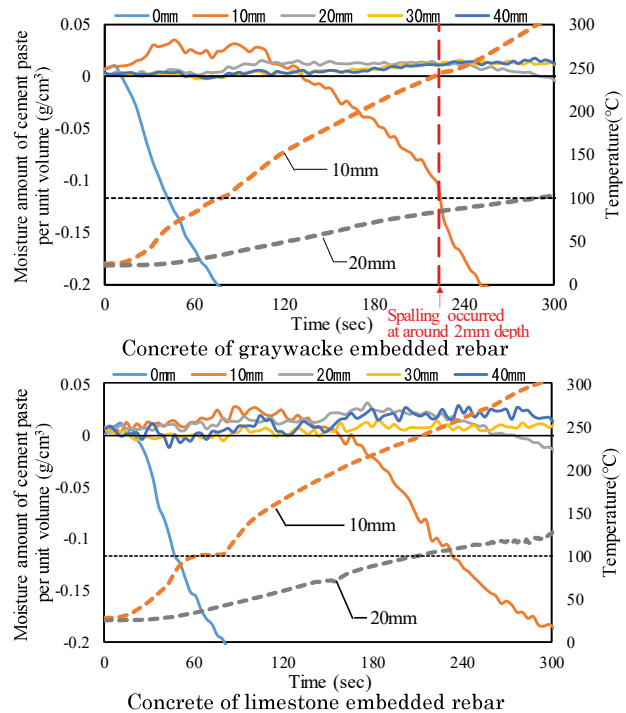 0mm 10mm 20mm 30mm 40mm
Moisture amount of cement paste
per unit volume (g/cm³)
0.05
0
-0.05
-0.1
-0.15
-0.2
300
250
200
150
100
50
0
Temperature(℃)
10mm
20mm
0 60 120 180 240 300
Time (sec)
Spalling occurred
at around 2mm depth
Concrete of graywacke embedded rebar
0mm 10mm 20mm 30mm 40mm
Moisture amount of cement paste
per unit volume (g/cm³)
0.05
0
-0.05
-0.1
-0.15
-0.2
300
250
200
150
100
50
0
Temperature(℃)
10mm
20mm
0 60 120 180 240 300
Time (sec)
Concrete of limestone embedded rebar